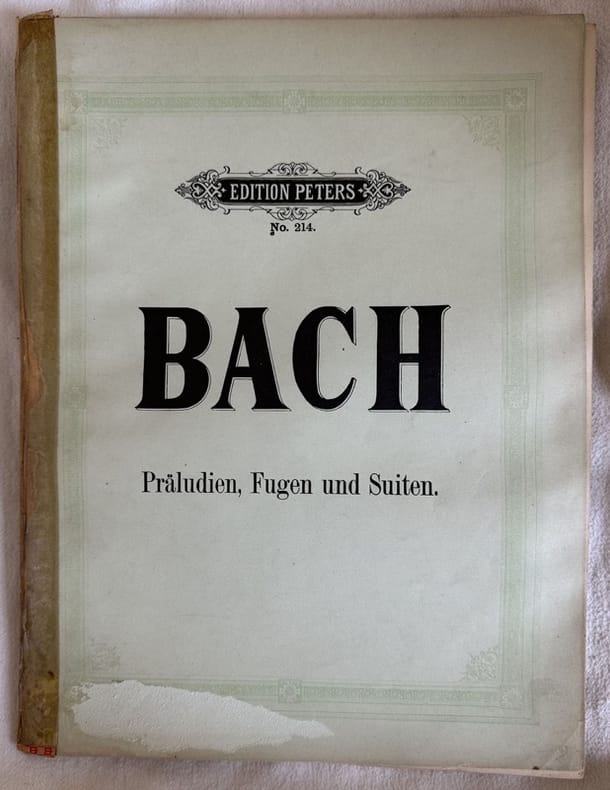 EDITION PETERS
No. 214.
BACH
Präludien, Fugen und Suiten.